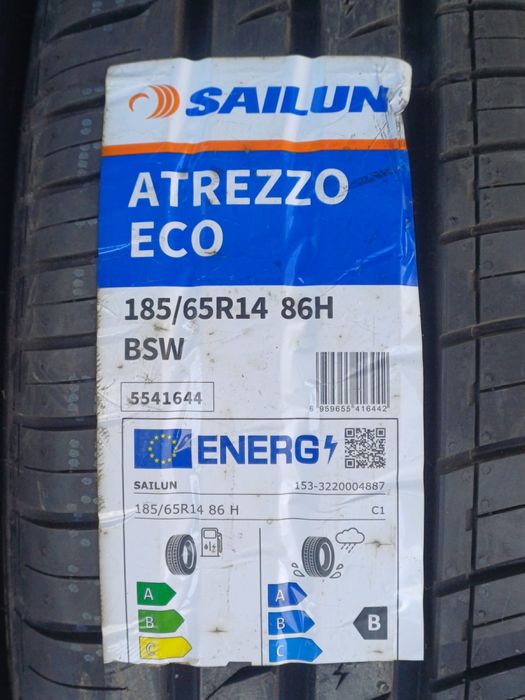 SAILUN
ATREZZO
ECO
185/65R14 86H
BSW
5541644
6 959655 416442
ENERG
SAILUN
153-3220004887
185/65R14 86 H
C1
A
B
C
A
B
C
B